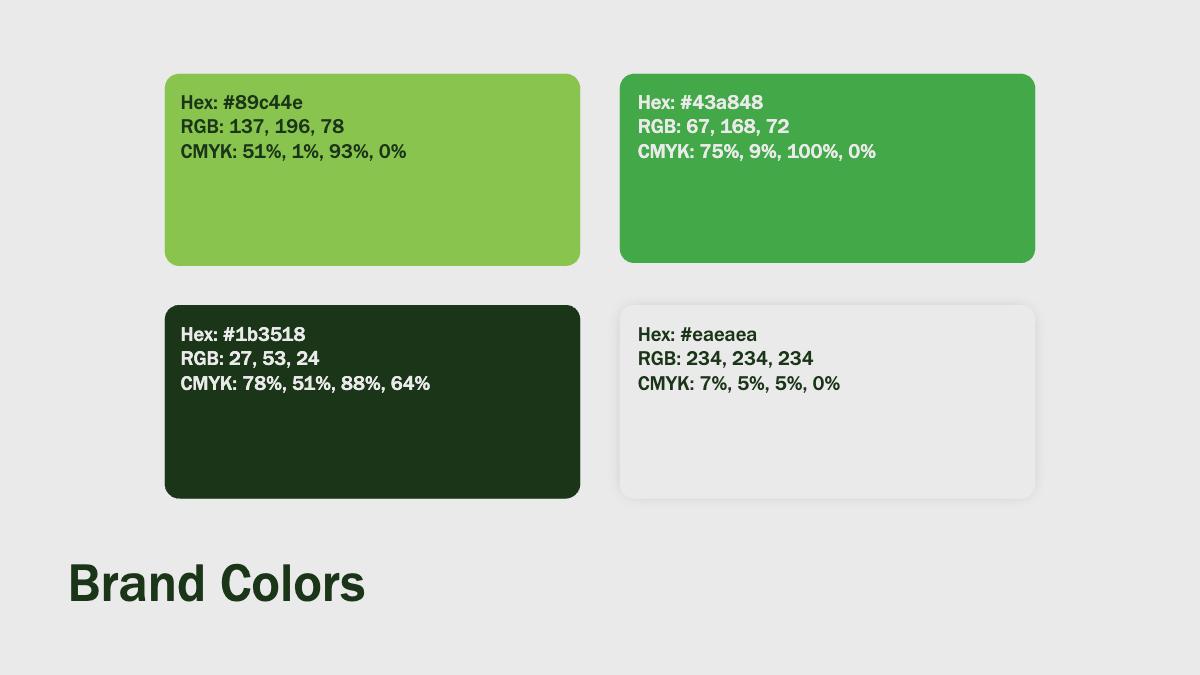 Hex: #89c44e
RGB: 137, 196, 78
CMYK: 51%, 1%, 93%, 0%
Hex: #43a848
RGB: 67, 168, 72
CMYK: 75%, 9%, 100%, 0%
Hex: #1b3518
RGB: 27, 53, 24
CMYK: 78%, 51%, 88%, 64%
Hex: #eaeaea
RGB: 234, 234, 234
CMYK: 7%, 5%, 5%, 0%
Brand Colors